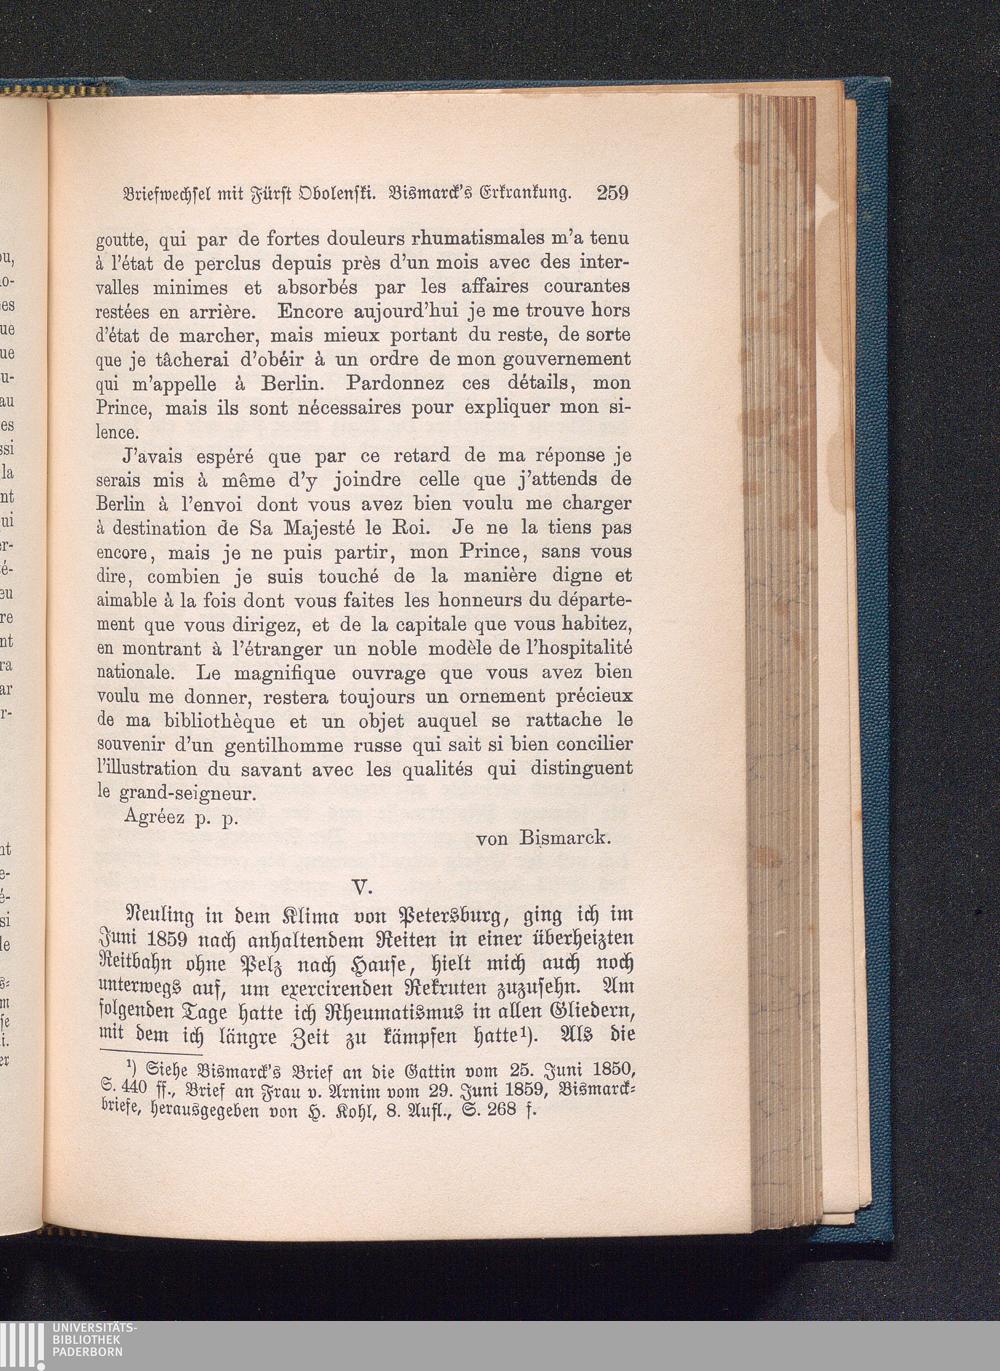 Briefwechsel mit Fürst Obolenski. Bismarck's Erkrankung. 259
goutte, qui par de fortes douleurs rhumatismales m'a tenu
à l'état de perclus depuis près d'un mois avec des inter-
valles minimes et absorbés par les affaires courantes
restées en arrière. Encore aujourd'hui je me trouve hors
d'état de marcher, mais mieux portant du reste, de sorte
que je tâcherai d'obéir à un ordre de mon gouvernement
qui m'appelle à Berlin. Pardonnez ces détails, mon
Prince, mais ils sont nécessaires pour expliquer mon si-
lence.
J'avais espéré que par ce retard de ma réponse je
serais mis à même d'y joindre celle que j'attends de
Berlin à l'envoi dont vous avez bien voulu me charger
à destination de Sa Majesté le Roi. Je ne la tiens pas
encore, mais je ne puis partir, mon Prince, sans vous
dire, combien je suis touché de la manière digne et
aimable à la fois dont vous faites les honneurs du départe-
ment que vous dirigez, et de la capitale que vous habitez,
en montrant à l'étranger un noble modèle de l'hospitalité
nationale. Le magnifique ouvrage que vous avez bien
voulu me donner, restera toujours un ornement précieux
de ma bibliothèque et un objet auquel se rattache le
souvenir d'un gentilhomme russe qui sait si bien concilier
l'illustration du savant avec les qualités qui distinguent
le grand-seigneur.
Agréez p. p.
von Bismarck.
V.
Neuling in dem Klima von Petersburg, ging ich im
Juni 1859 nach anhaltendem Reiten in einer überheizten
Reitbahn ohne Pelz nach Hause, hielt mich auch noch
unterwegs auf, um exercirenden Rekruten zuzusehn. Am
folgenden Tage hatte ich Rheumatismus in allen Gliedern,
mit dem ich längre Zeit zu kämpfen hatte¹). Als die
¹) Siehe Bismarck's Brief an die Gattin vom 25. Juni 1850,
S. 440 ff., Brief an Frau v. Arnim vom 29. Juni 1859, Bismarck-
briefe, herausgegeben von H. Kohl, 8. Aufl., S. 268 f.
UNIVERSITÄTS-
BIBLIOTHEK
PADERBORN